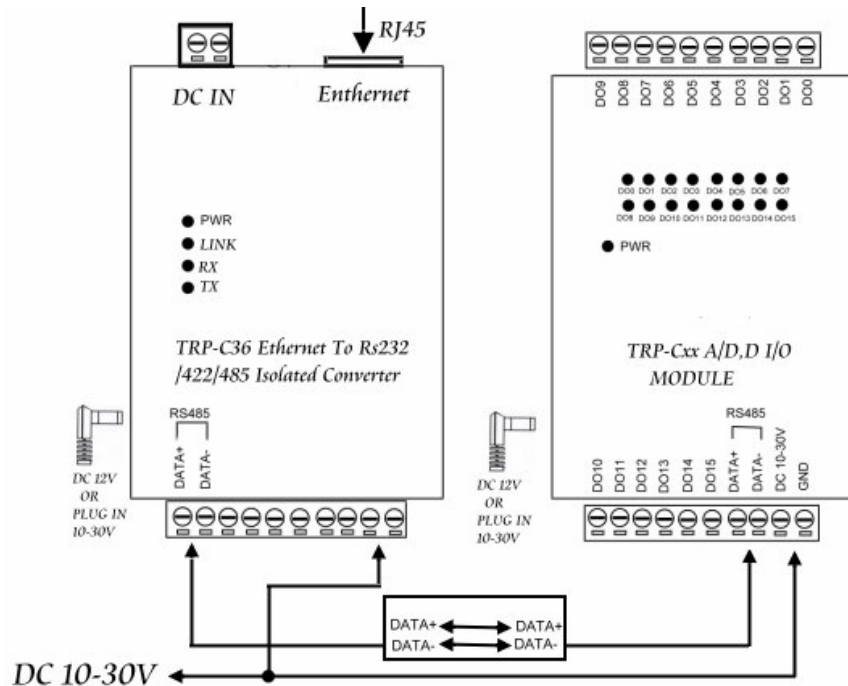 RJ45
DC IN
Enthernet
PWR
LINK
RX
TX
TRP-C36 Ethernet To Rs232
/422/485 Isolated Converter
RS485
DATA+
DATA-
DC 12V
OR
PLUG IN
10-30V
DO9
DO8
DO7
DO6
DO5
DO4
DO3
DO2
DO1
DO0
DO0 DO1 DO2 DC3 DO4 DO5 DO6 DO7
DO8 DO9 DO10 DO11 DO12 DO13 DO14 DO15
PWR
TRP-Cxx A/D,D I/O
MODULE
RS485
DO10
DO11
DO12
DO13
DO14
DO15
DATA+
DATA-
DC 10-30V
GND
DC 12V
OR
PLUG IN
10-30V
DATA+ DATA+
DATA- DATA-
DC 10-30V